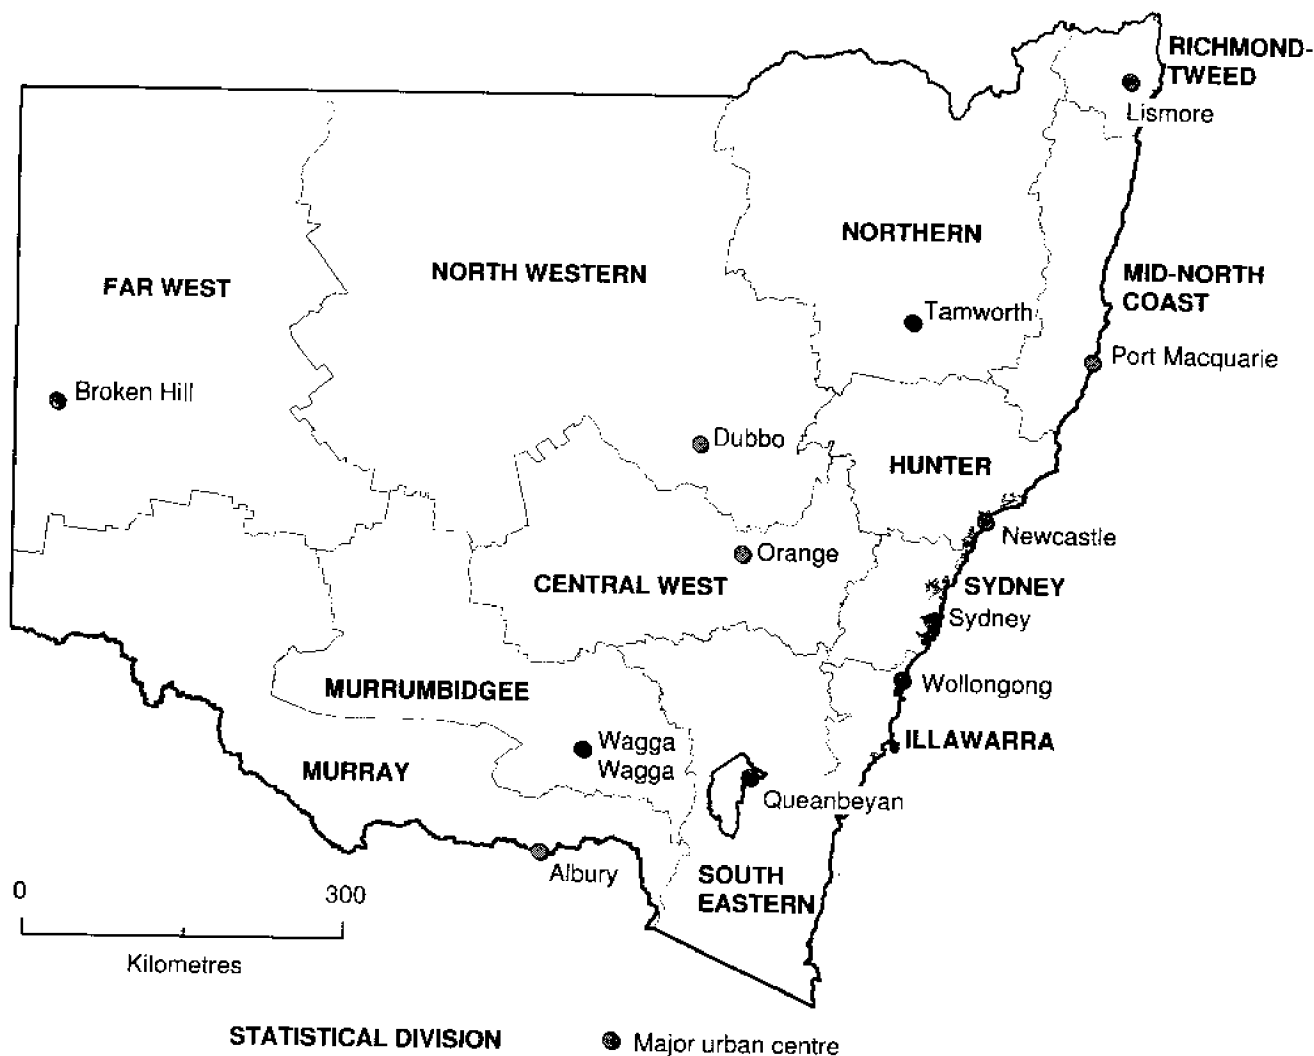 RICHMOND-
TWEED
Lismore
NORTHERN
NORTH WESTERN
FAR WEST
MID-NORTH
COAST
Tamworth
Port Macquarie
Broken Hill
Dubbo
HUNTER
Newcastle
Orange
CENTRAL WEST
SYDNEY
Sydney
MURRUMBIDGEE
Wollongong
Wagga
Wagga
ILLAWARRA
MURRAY
Queanbeyan
Albury
SOUTH
EASTERN
0 300
Kilometres
STATISTICAL DIVISION
Major urban centre